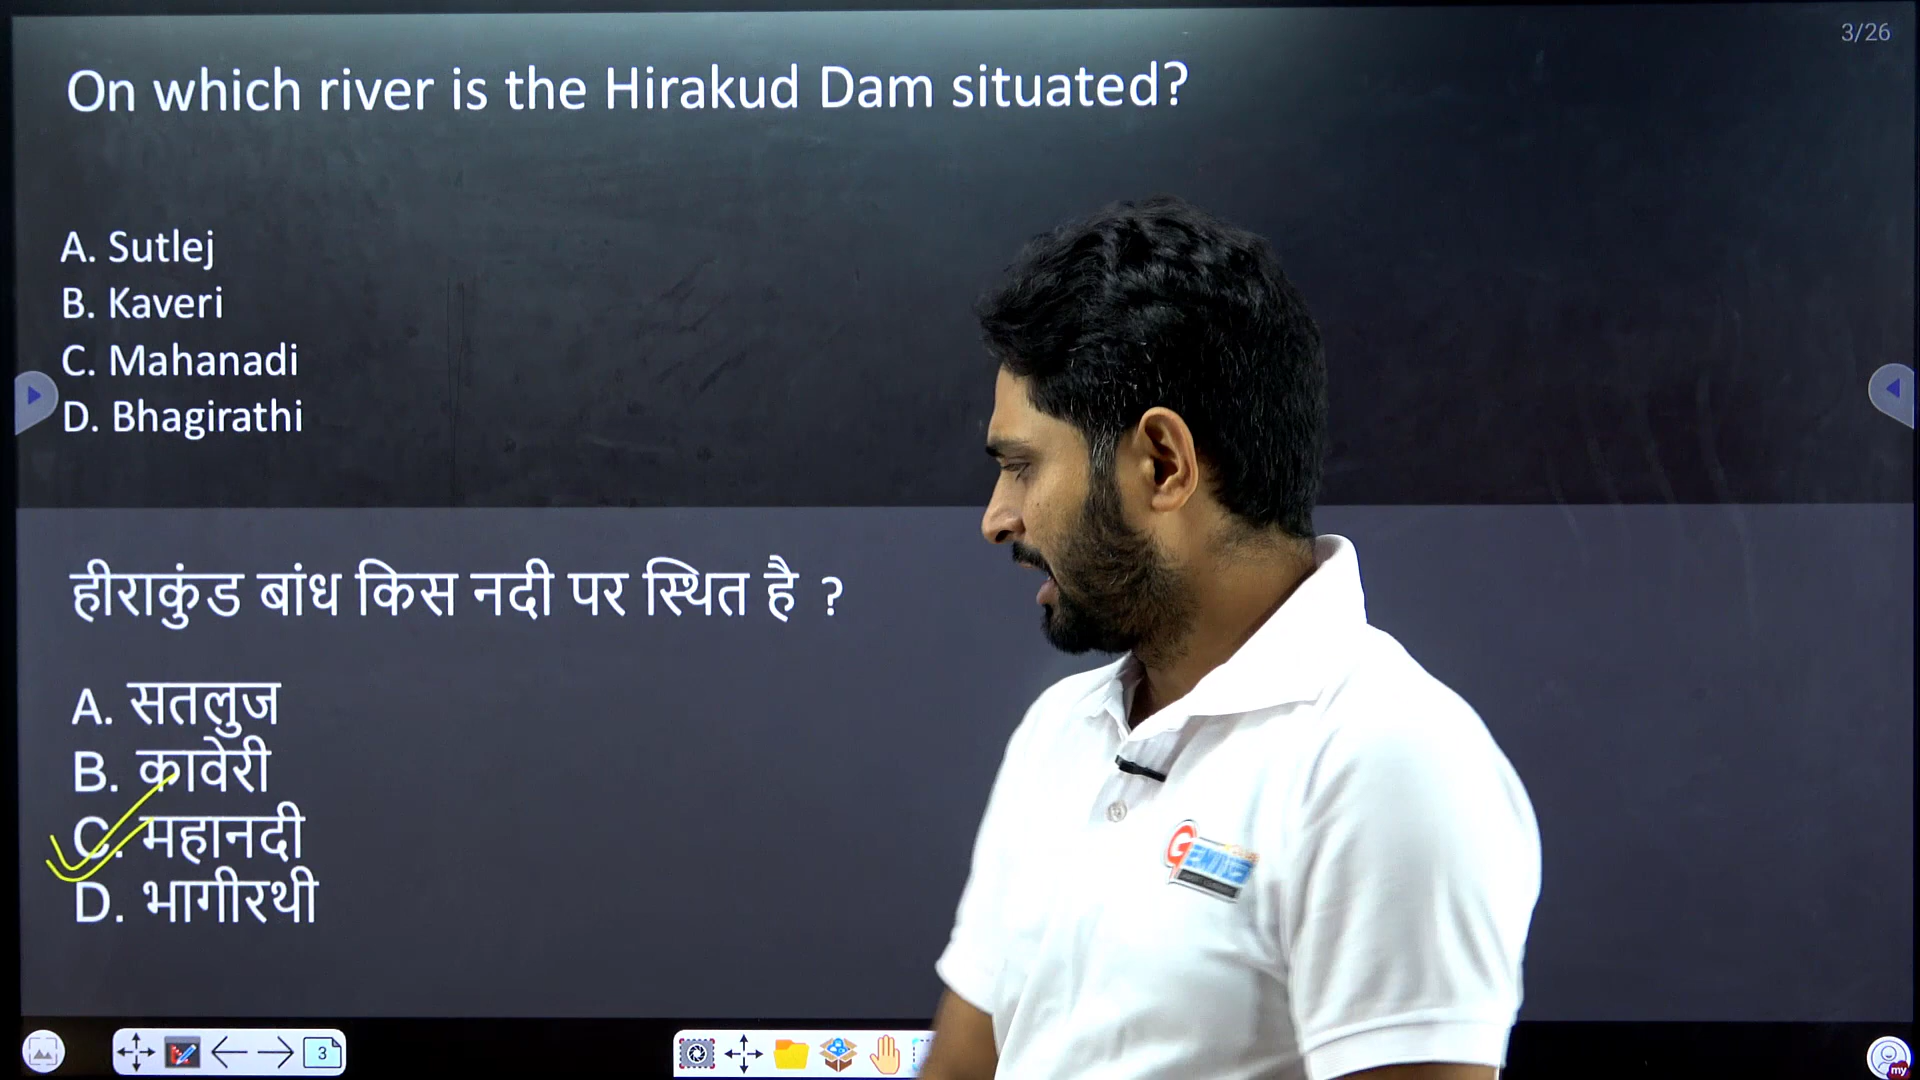 3/26
On which river is the Hirakud Dam situated?
A. Sutlej
B. Kaveri
C. Mahanadi
D. Bhagirathi
हीराकुंड बांध किस नदी पर स्थित है ?
A. सतलुज
B. कावेरी
C. महानदी
D. भागीरथी
3
my